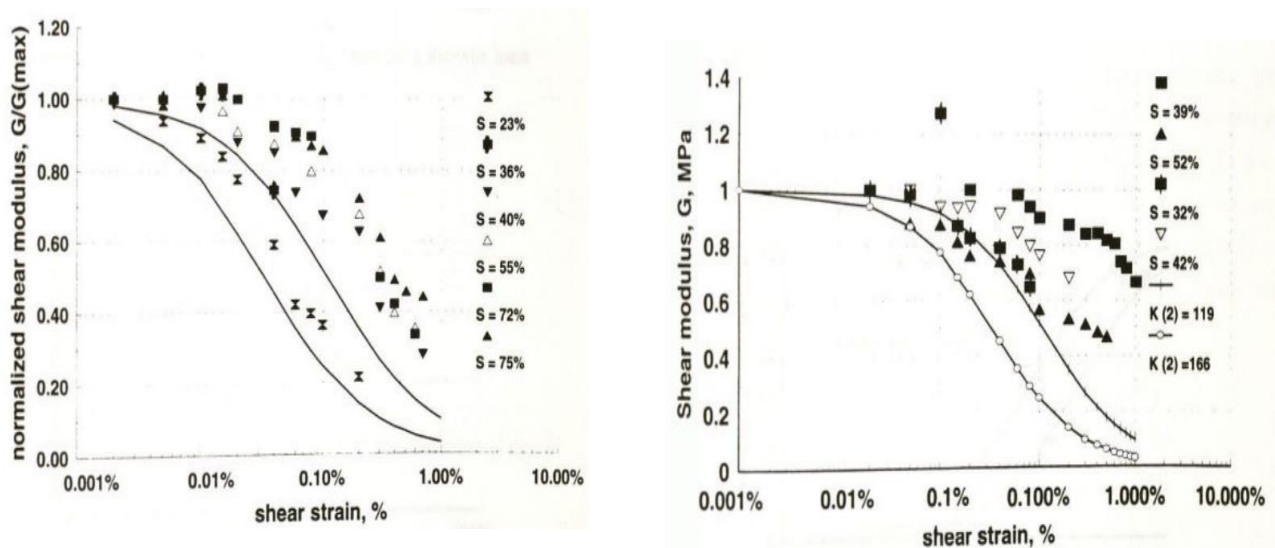 normalized shear modulus, G/G(max)
1.20
1.00
0.80
0.60
0.40
0.20
0.00
0.001%
0.01%
0.10%
1.00%
10.00%
shear strain, %
S = 23%
S = 36%
S = 40%
S = 55%
S = 72%
S = 75%
Shear modulus, G, MPa
1.4
1.2
1
0.8
0.6
0.4
0.2
0
0.001%
0.01%
0.1%
0.100%
1.000%
10.000%
shear strain, %
S = 39%
S = 52%
S = 32%
S = 42%
K (2) = 119
K (2) =166